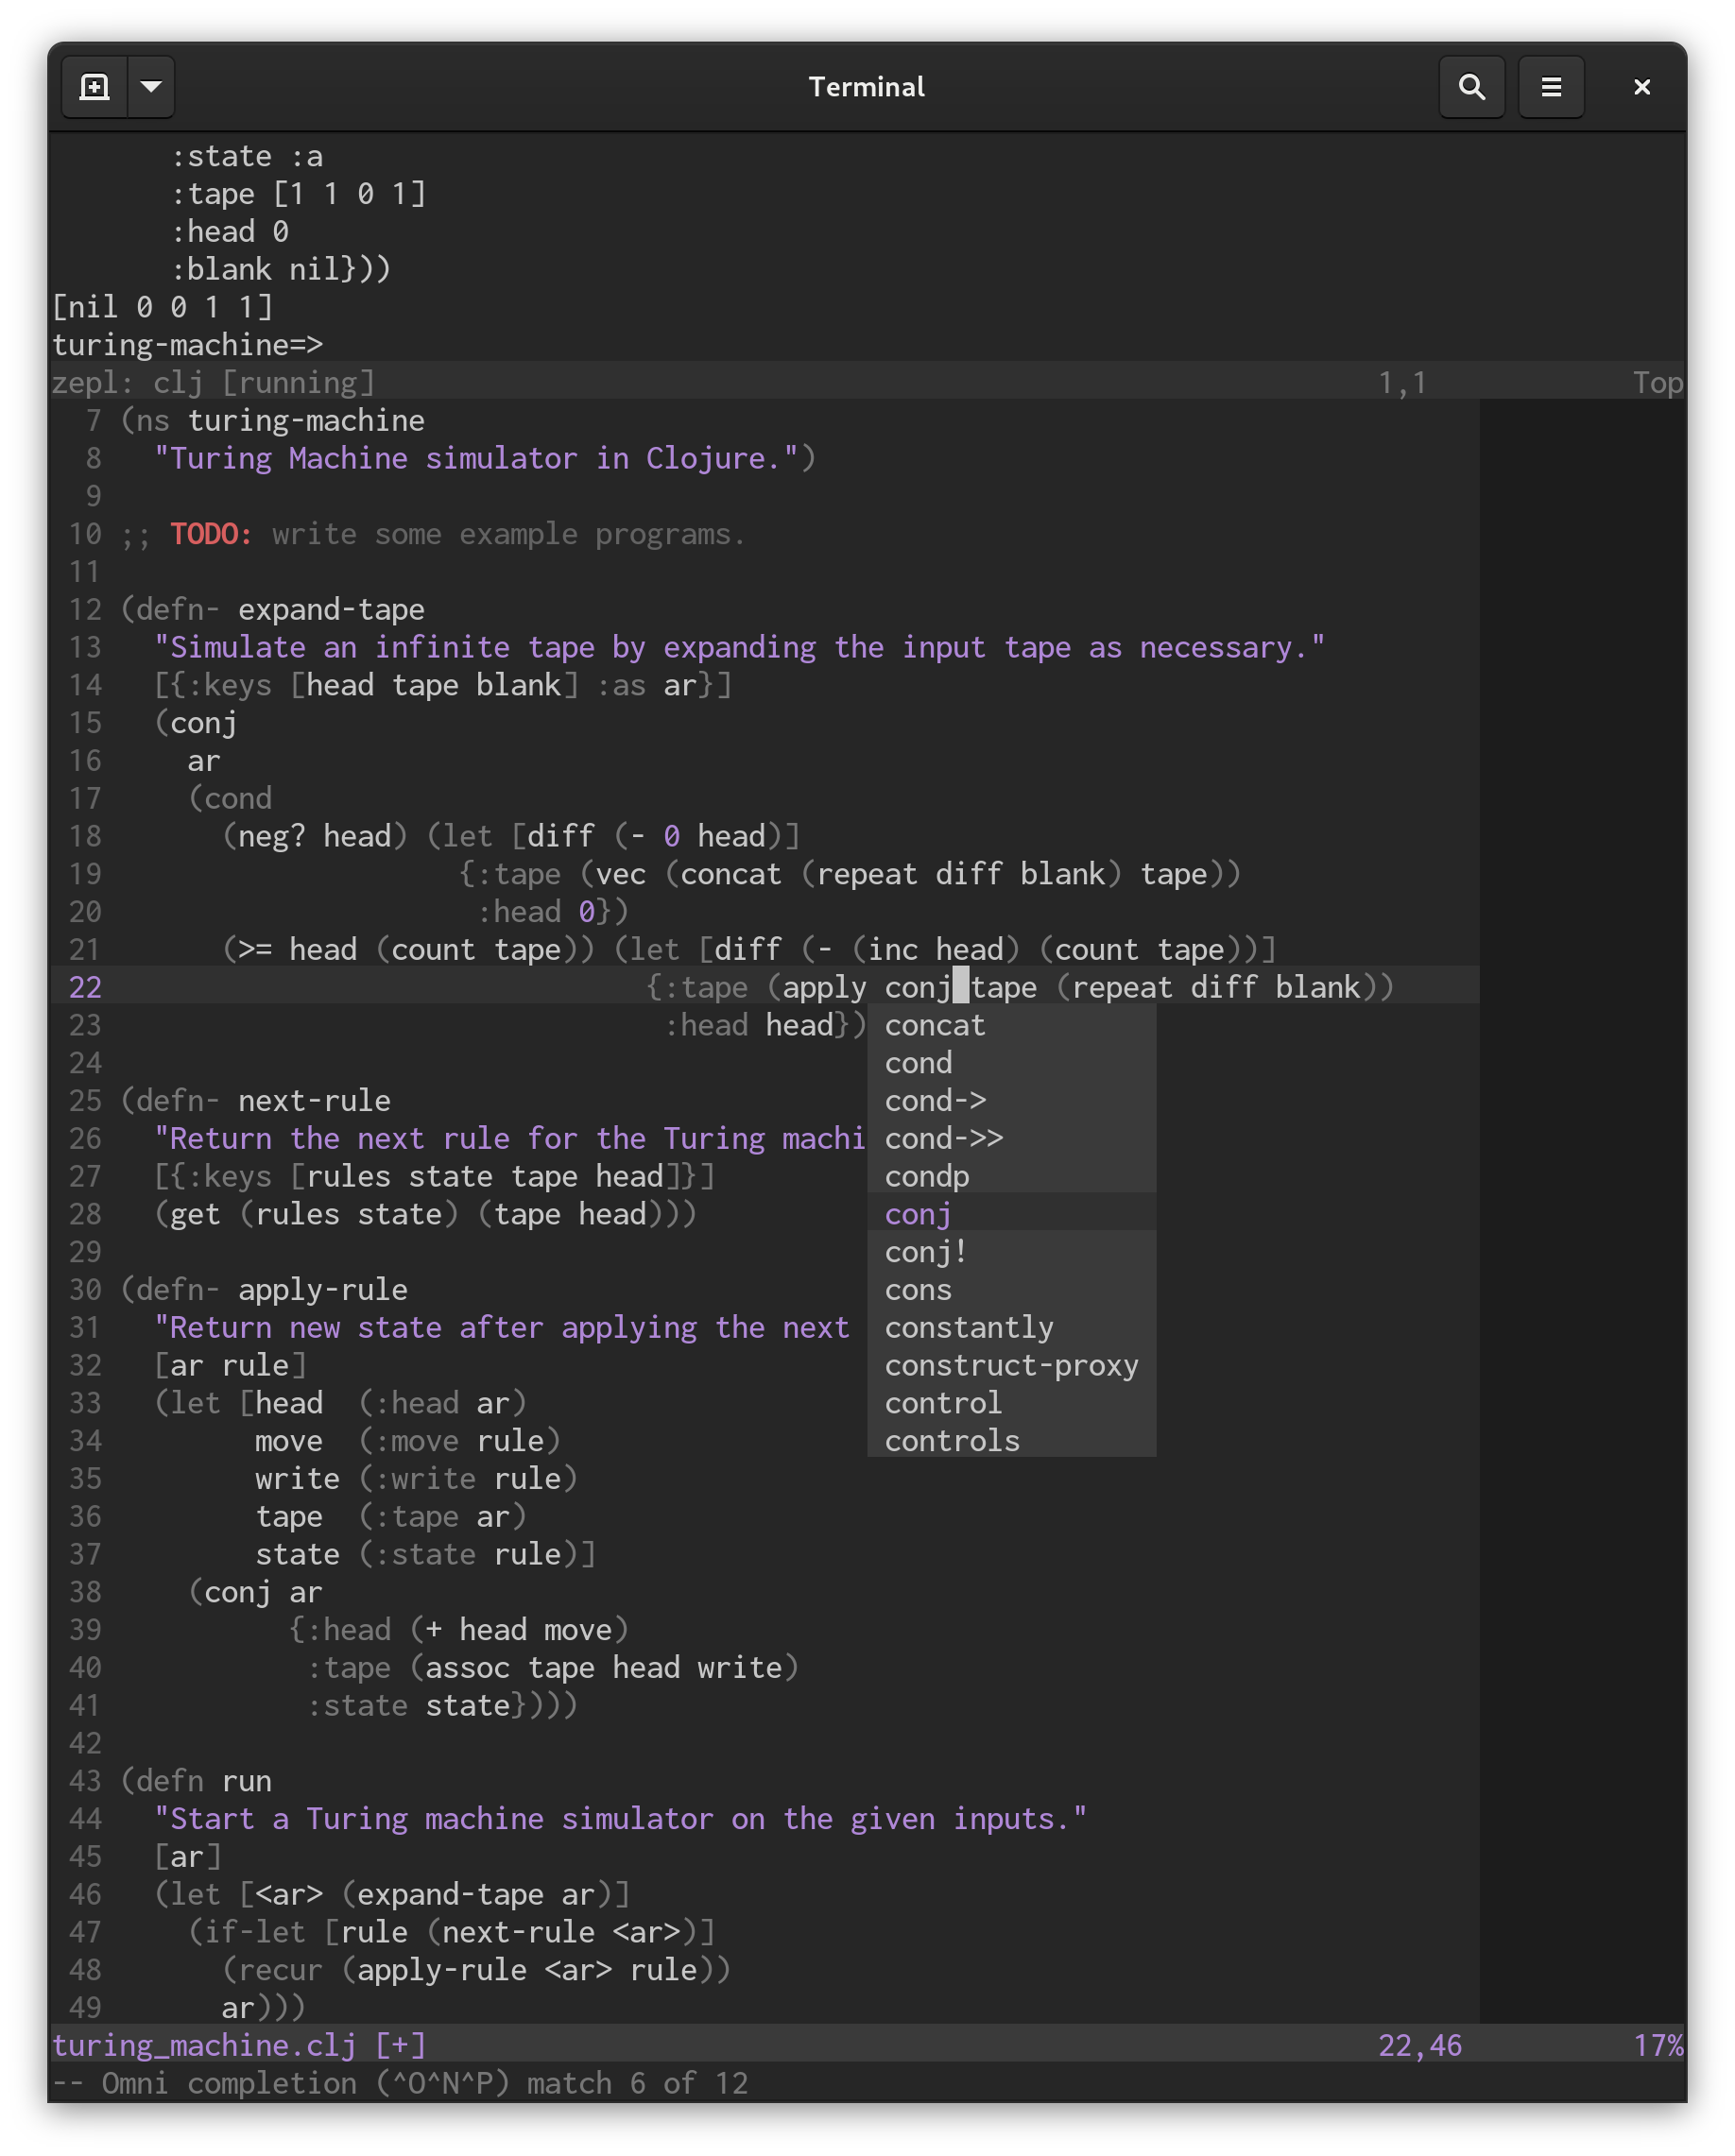 Terminal
:state :a
:tape [1 1 0 1]
:head 0
:blank nil}))
[nil 0 0 1 1]
turing-machine=>
zepl: clj [running] 1,1 Top
7 (ns turing-machine
8 "Turing Machine simulator in Clojure.")
9
10 ;; TODO: write some example programs.
11
12 (defn- expand-tape
13 "Simulate an infinite tape by expanding the input tape as necessary."
14 [{:keys [head tape blank] :as ar}]
15 (conj
16 ar
17 (cond
18 (neg? head) (let [diff (- 0 head)]
19 {:tape (vec (concat (repeat diff blank) tape))
20 :head 0})
21 (>= head (count tape)) (let [diff (- (inc head) (count tape))]
22 {:tape (apply conj tape (repeat diff blank))
23 :head head}) concat
24 cond
25 (defn- next-rule cond->
26 "Return the next rule for the Turing machi cond->>
27 [{:keys [rules state tape head]}] condp
28 (get (rules state) (tape head))) conj
29 conj!
30 (defn- apply-rule cons
31 "Return new state after applying the next constantly
32 [ar rule] construct-proxy
33 (let [head (:head ar) control
34 move (:move rule) controls
35 write (:write rule)
36 tape (:tape ar)
37 state (:state rule)]
38 (conj ar
39 {:head (+ head move)
40 :tape (assoc tape head write)
41 :state state})))
42
43 (defn run
44 "Start a Turing machine simulator on the given inputs."
45 [ar]
46 (let [<ar> (expand-tape ar)]
47 (if-let [rule (next-rule <ar>)]
48 (recur (apply-rule <ar> rule))
49 ar)))
turing_machine.clj [+] 22,46 17%
-- Omni completion (^O^N^P) match 6 of 12